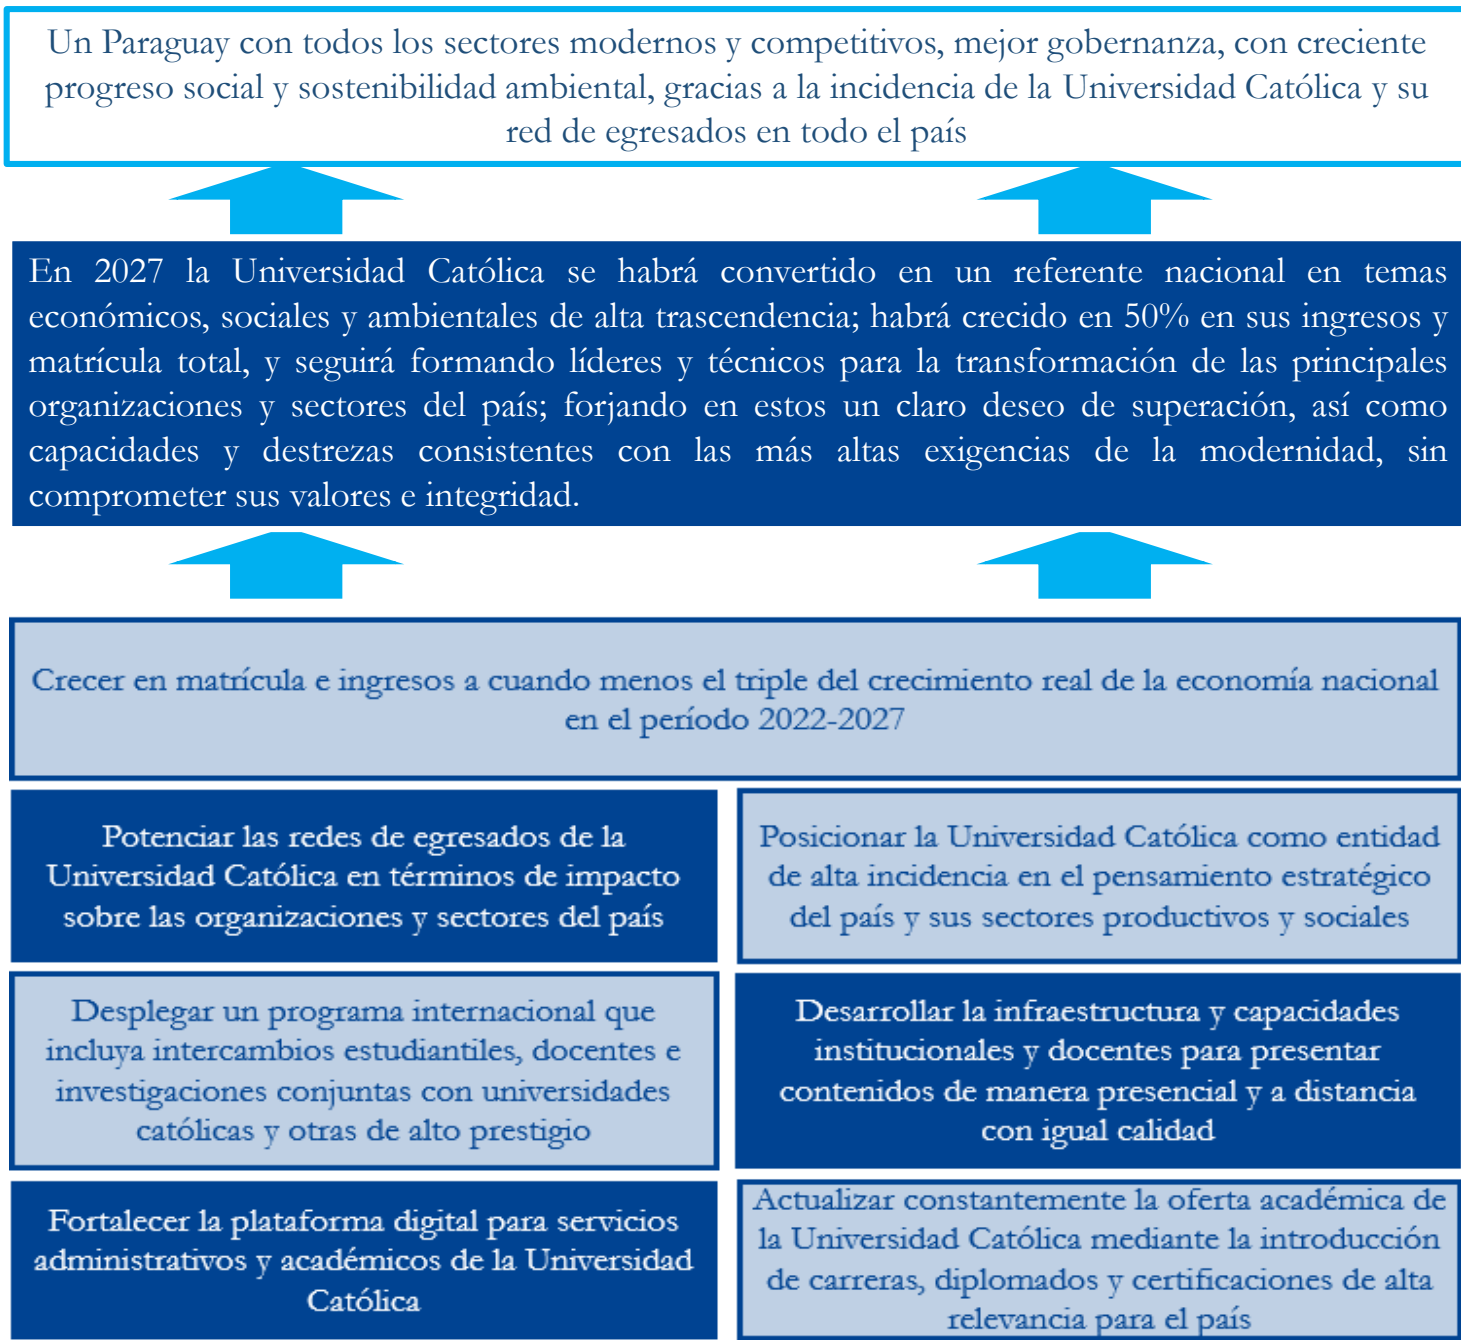 Un Paraguay con todos los sectores modernos y competitivos, mejor gobernanza, con creciente
progreso social y sostenibilidad ambiental, gracias a la incidencia de la Universidad Católica y su
red de egresados en todo el país
En 2027 la Universidad Católica se habrá convertido en un referente nacional en temas
económicos, sociales y ambientales de alta trascendencia; habrá crecido en 50% en sus ingresos y
matrícula total, y seguirá formando líderes y técnicos para la transformación de las principales
organizaciones y sectores del país; forjando en estos un claro deseo de superación, así como
capacidades y destrezas consistentes con las más altas exigencias de la modernidad, sin
comprometer sus valores e integridad.
Crecer en matrícula e ingresos a cuando menos el triple del crecimiento real de la economía nacional
en el período 2022-2027
Potenciar las redes de egresados de la
Universidad Católica en términos de impacto
sobre las organizaciones y sectores del país
Posicionar la Universidad Católica como entidad
de alta incidencia en el pensamiento estratégico
del país y sus sectores productivos y sociales
Desplegar un programa internacional que
incluya intercambios estudiantiles, docentes e
investigaciones conjuntas con universidades
católicas y otras de alto prestigio
Desarrollar la infraestructura y capacidades
institucionales y docentes para presentar
contenidos de manera presencial y a distancia
con igual calidad
Fortalecer la plataforma digital para servicios
administrativos y académicos de la Universidad
Católica
Actualizar constantemente la oferta académica de
la Universidad Católica mediante la introducción
de carreras, diplomados y certificaciones de alta
relevancia para el país